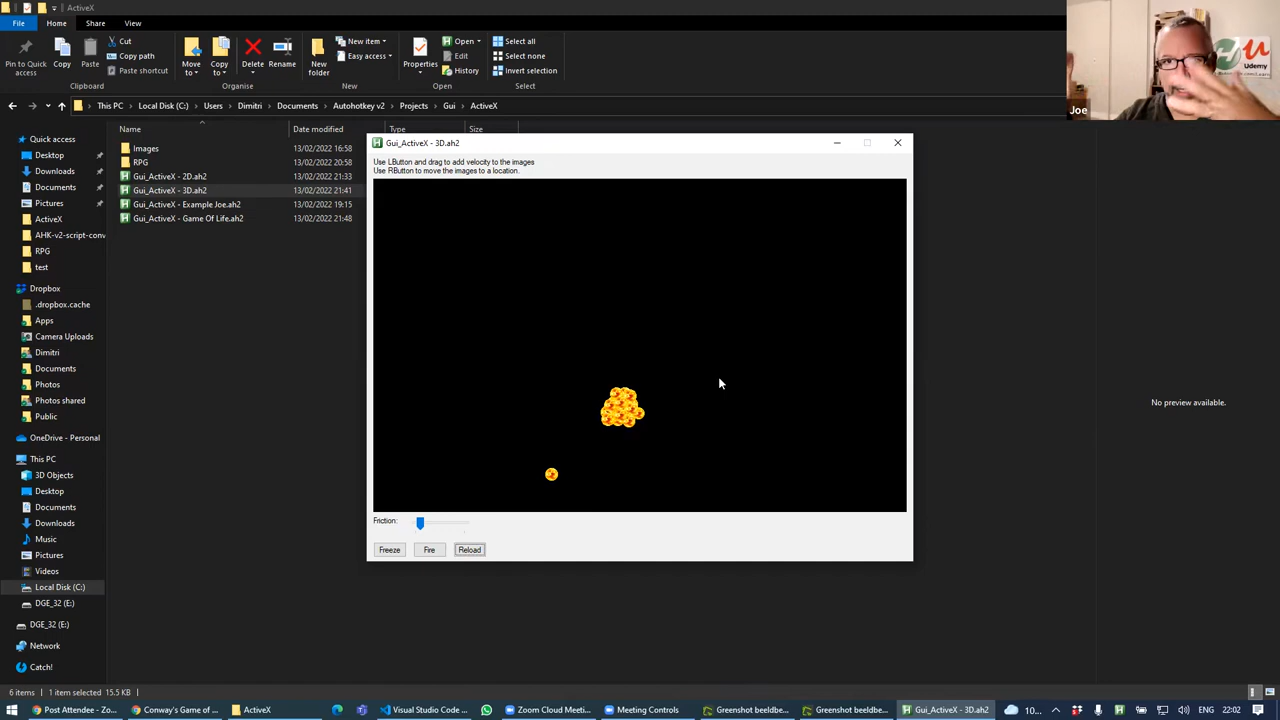 ActiveX
File Home Share View
Pin to Quick access
Copy
Paste
Cut
Copy path
Paste shortcut
Clipboard
Move to
Copy to
Delete
Rename
Organise
New folder
New item
Easy access
New
Properties
Open
Edit
History
Open
Select all
Select none
Invert selection
Select
This PC > Local Disk (C:) > Users > Dimitri > Documents > Autohotkey v2 > Projects > Gui > ActiveX
Name Date modified Type Size
Images 13/02/2022 16:58
RPG 13/02/2022 20:58
Gui_ActiveX - 2D.ah2 13/02/2022 21:33
Gui_ActiveX - 3D.ah2 13/02/2022 21:41
Gui_ActiveX - Example Joe.ah2 13/02/2022 19:15
Gui_ActiveX - Game Of Life.ah2 13/02/2022 21:48
Quick access
Desktop
Downloads
Documents
Pictures
ActiveX
AHK-v2-script-conv
RPG
test
Dropbox
.dropbox.cache
Apps
Camera Uploads
Dimitri
Documents
Photos
Photos shared
Public
OneDrive - Personal
This PC
3D Objects
Desktop
Documents
Downloads
Music
Pictures
Videos
Local Disk (C:)
DGE_32 (E:)
DGE_32 (E:)
Network
Catch!
Gui_ActiveX - 3D.ah2
Use LButton and drag to add velocity to the images
Use RButton to move the images to a location.
Friction:
Freeze Fire Reload
No preview available.
Joe
Udemy
6 items 1 item selected 15.5 KB
Post Attendee - Zo...
Conway's Game of ...
ActiveX
Visual Studio Code ...
Zoom Cloud Meeti...
Meeting Controls
Greenshot beeldbe...
Greenshot beeldbe...
Gui_ActiveX - 3D.ah2
10...
ENG
22:02